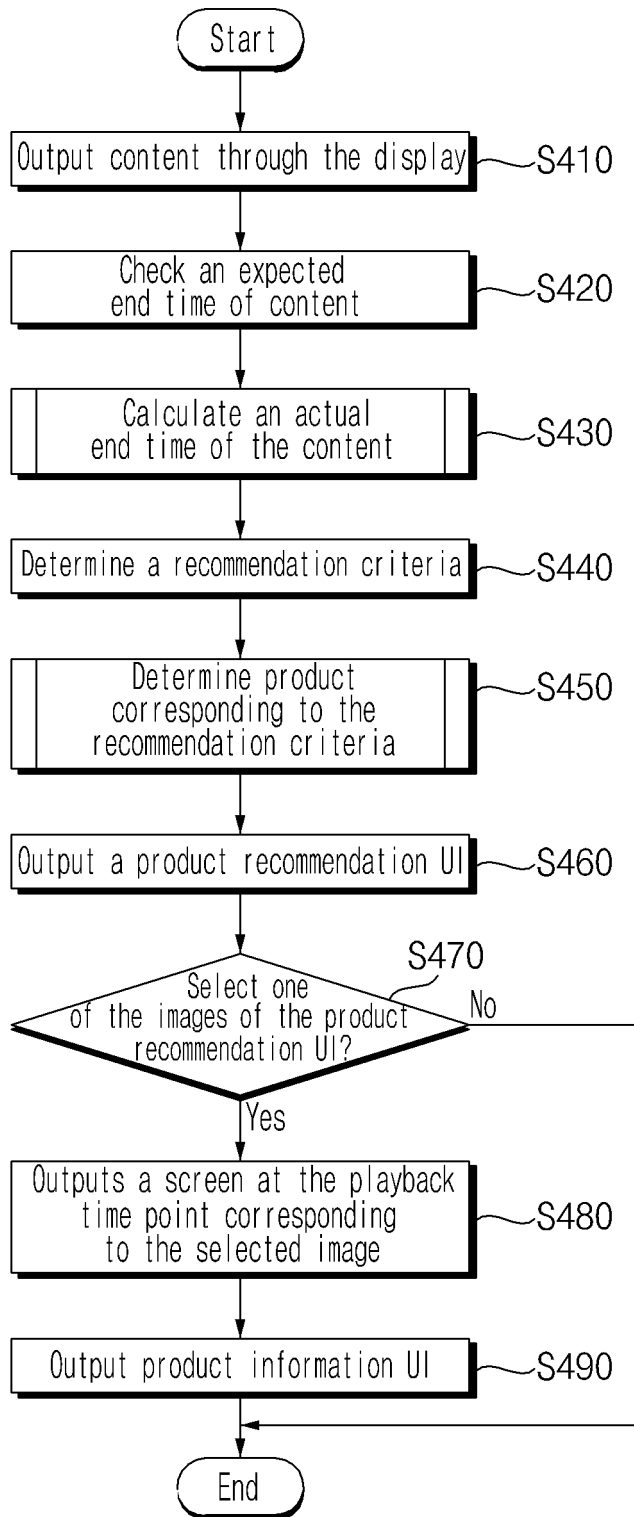 Start
Output content through the display
S410
Check an expected
end time of content
S420
Calculate an actual
end time of the content
S430
Determine a recommendation criteria
S440
Determine product
corresponding to the
recommendation criteria
S450
Output a product recommendation UI
S460
S470
Select one
of the images of the product
recommendation UI?
No
Yes
Outputs a screen at the playback
time point corresponding
to the selected image
S480
Output product information UI
S490
End